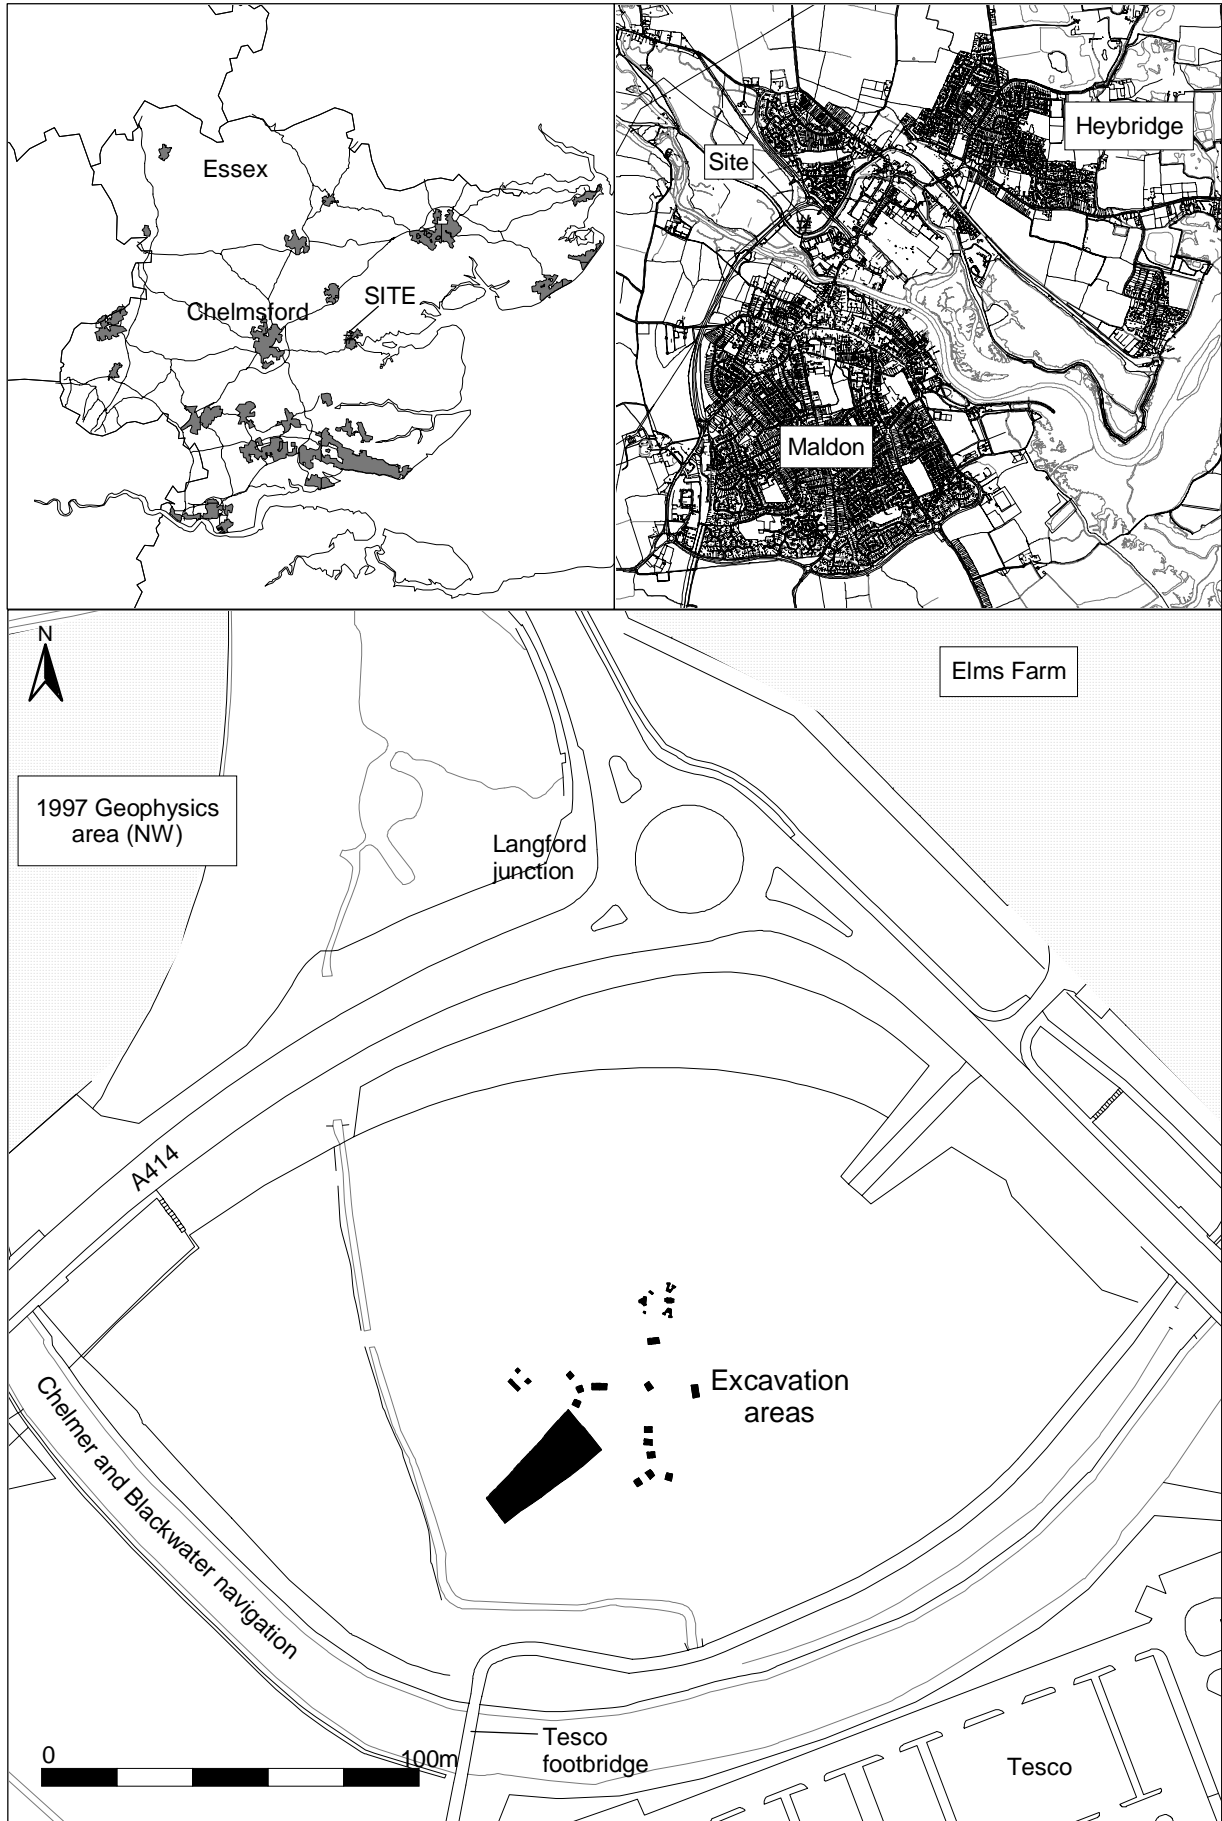 Essex
Chelmsford
SITE
Heybridge
Site
Maldon
N
Elms Farm
1997 Geophysics
area (NW)
Langford
junction
A414
Excavation
areas
Chelmer and Blackwater navigation
Tesco
footbridge
Tesco
0
100m